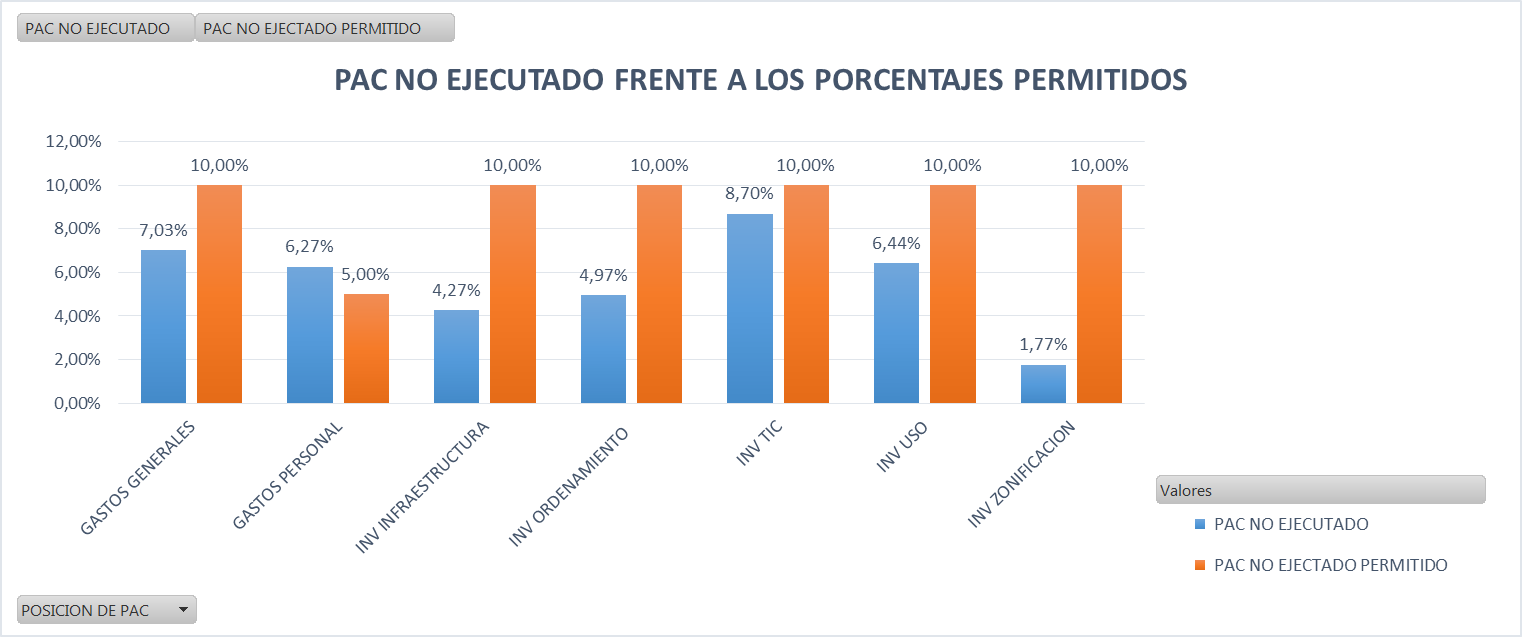 PAC NO EJECUTADO
PAC NO EJECTADO PERMITIDO
PAC NO EJECUTADO FRENTE A LOS PORCENTAJES PERMITIDOS
12,00%
10,00%
8,00%
6,00%
4,00%
2,00%
0,00%
7,03%
10,00%
6,27%
5,00%
4,27%
10,00%
4,97%
10,00%
8,70%
10,00%
6,44%
10,00%
1,77%
10,00%
GASTOS GENERALES
GASTOS PERSONAL
INV INFRAESTRUCTURA
INV ORDENAMIENTO
INV TIC
INV USO
INV ZONIFICACION
Valores
PAC NO EJECUTADO
PAC NO EJECTADO PERMITIDO
POSICION DE PAC